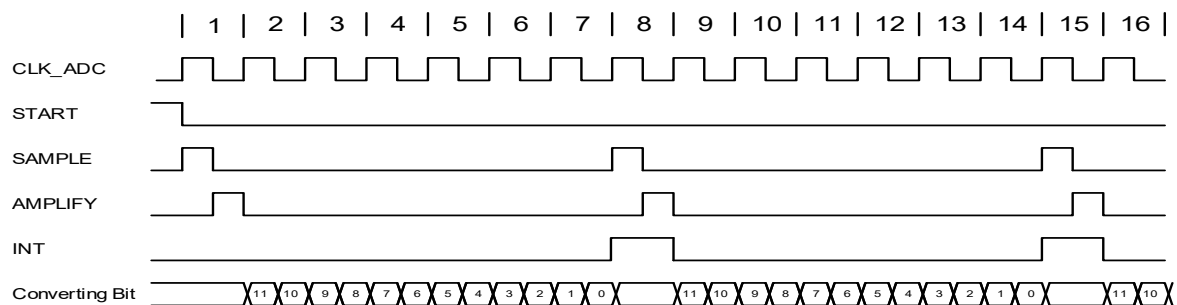 1 2 3 4 5 6 7 8 9 10 11 12 13 14 15 16
CLK_ADC
START
SAMPLE
AMPLIFY
INT
Converting Bit 11 10 9 8 7 6 5 4 3 2 1 0 11 10 9 8 7 6 5 4 3 2 1 0 11 10